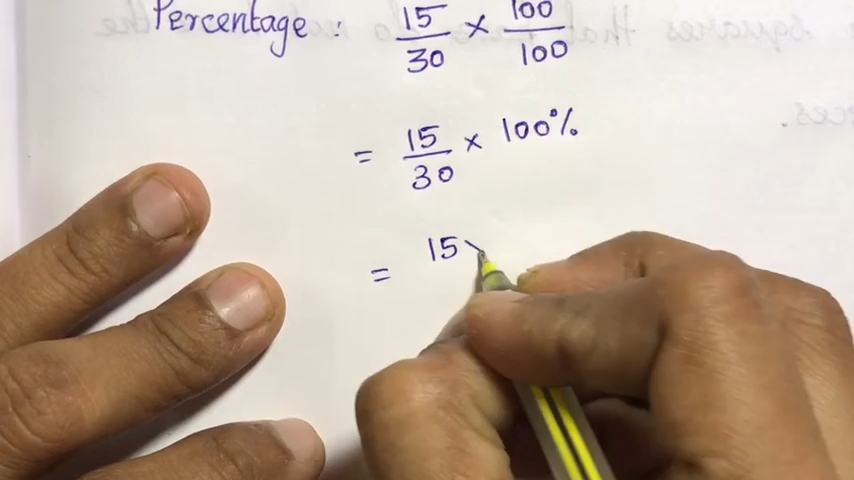 Percentage : 15/30 × 100/100
= 15/30 × 100%
= 15 ×